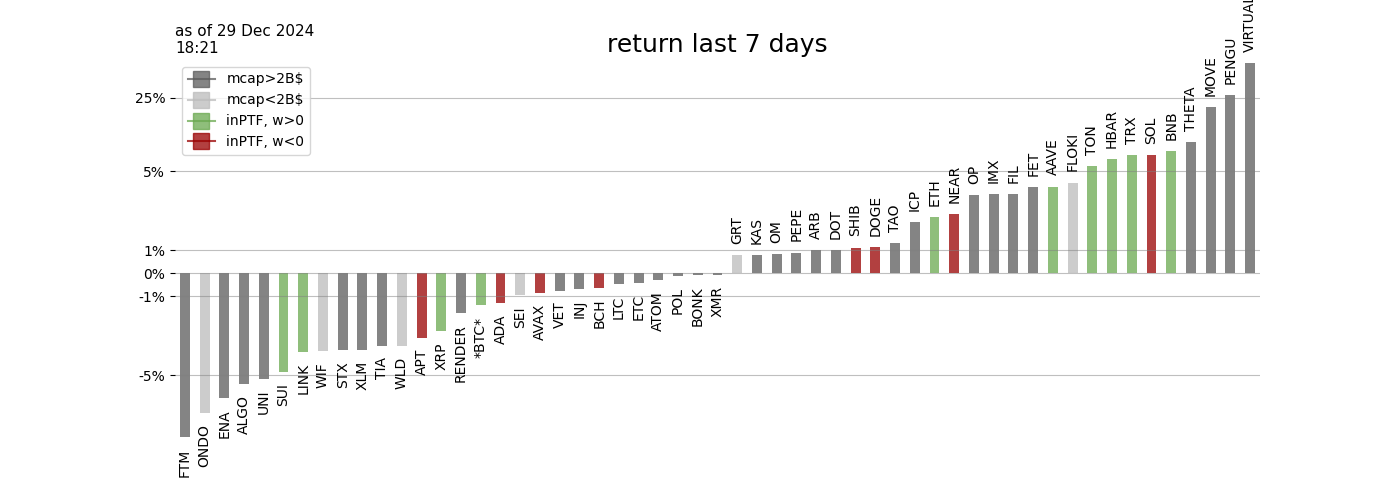 as of 29 Dec 2024
18:21
return last 7 days
mcap>2B$
mcap<2B$
inPTF, w>0
inPTF, w<0
25%
5%
1%
0%
-1%
-5%
FTM
ONDO
ENA
ALGO
UNI
SUI
LINK
WIF
STX
XLM
TIA
WLD
APT
XRP
RENDER
*BTC*
ADA
SEI
AVAX
VET
INJ
BCH
LTC
ETC
ATOM
POL
BONK
XMR
GRT
KAS
OM
PEPE
ARB
DOT
SHIB
DOGE
TAO
ICP
ETH
NEAR
OP
IMX
FIL
FET
AAVE
FLOKI
TON
HBAR
TRX
SOL
BNB
THETA
MOVE
PENGU
VIRTUAL